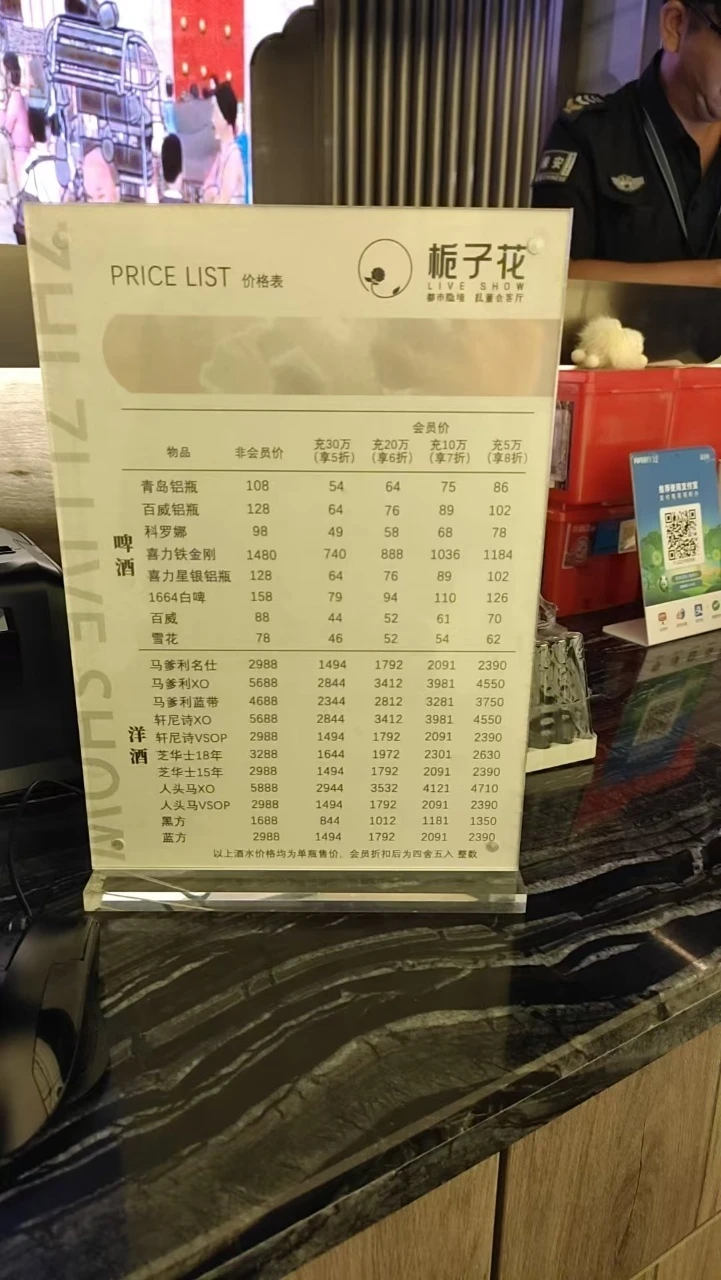 PRICE LIST 价格表
栀子花
LIVE SHOW
ZHI ZI LIVE SHOW
会员价
物品 非会员价 充30万 (享5折) 充20万 (享6折) 充10万 (享7折) 充5万 (享8折)
啤酒
青岛铝瓶 108 54 64 75 86
百威铝瓶 128 64 76 89 102
科罗娜 98 49 58 68 78
喜力铁金刚 1480 740 888 1036 1184
喜力星银铝瓶 128 64 76 89 102
1664白啤 158 79 94 110 126
百威 88 44 52 61 70
雪花 78 46 52 54 62
洋酒
马爹利名仕 2988 1494 1792 2091 2390
马爹利XO 5688 2844 3412 3981 4550
马爹利蓝带 4688 2344 2812 3281 3750
轩尼诗XO 5688 2844 3412 3981 4550
轩尼诗VSOP 2988 1494 1792 2091 2390
芝华士18年 3288 1644 1972 2301 2630
芝华士15年 2988 1494 1792 2091 2390
人头马XO 5888 2944 3532 4121 4710
人头马VSOP 2988 1494 1792 2091 2390
黑方 1688 844 1012 1181 1350
蓝方 2988 1494 1792 2091 2390
以上酒水价格均为单瓶售价，会员折扣后为四舍五入 整数
推荐使用支付宝